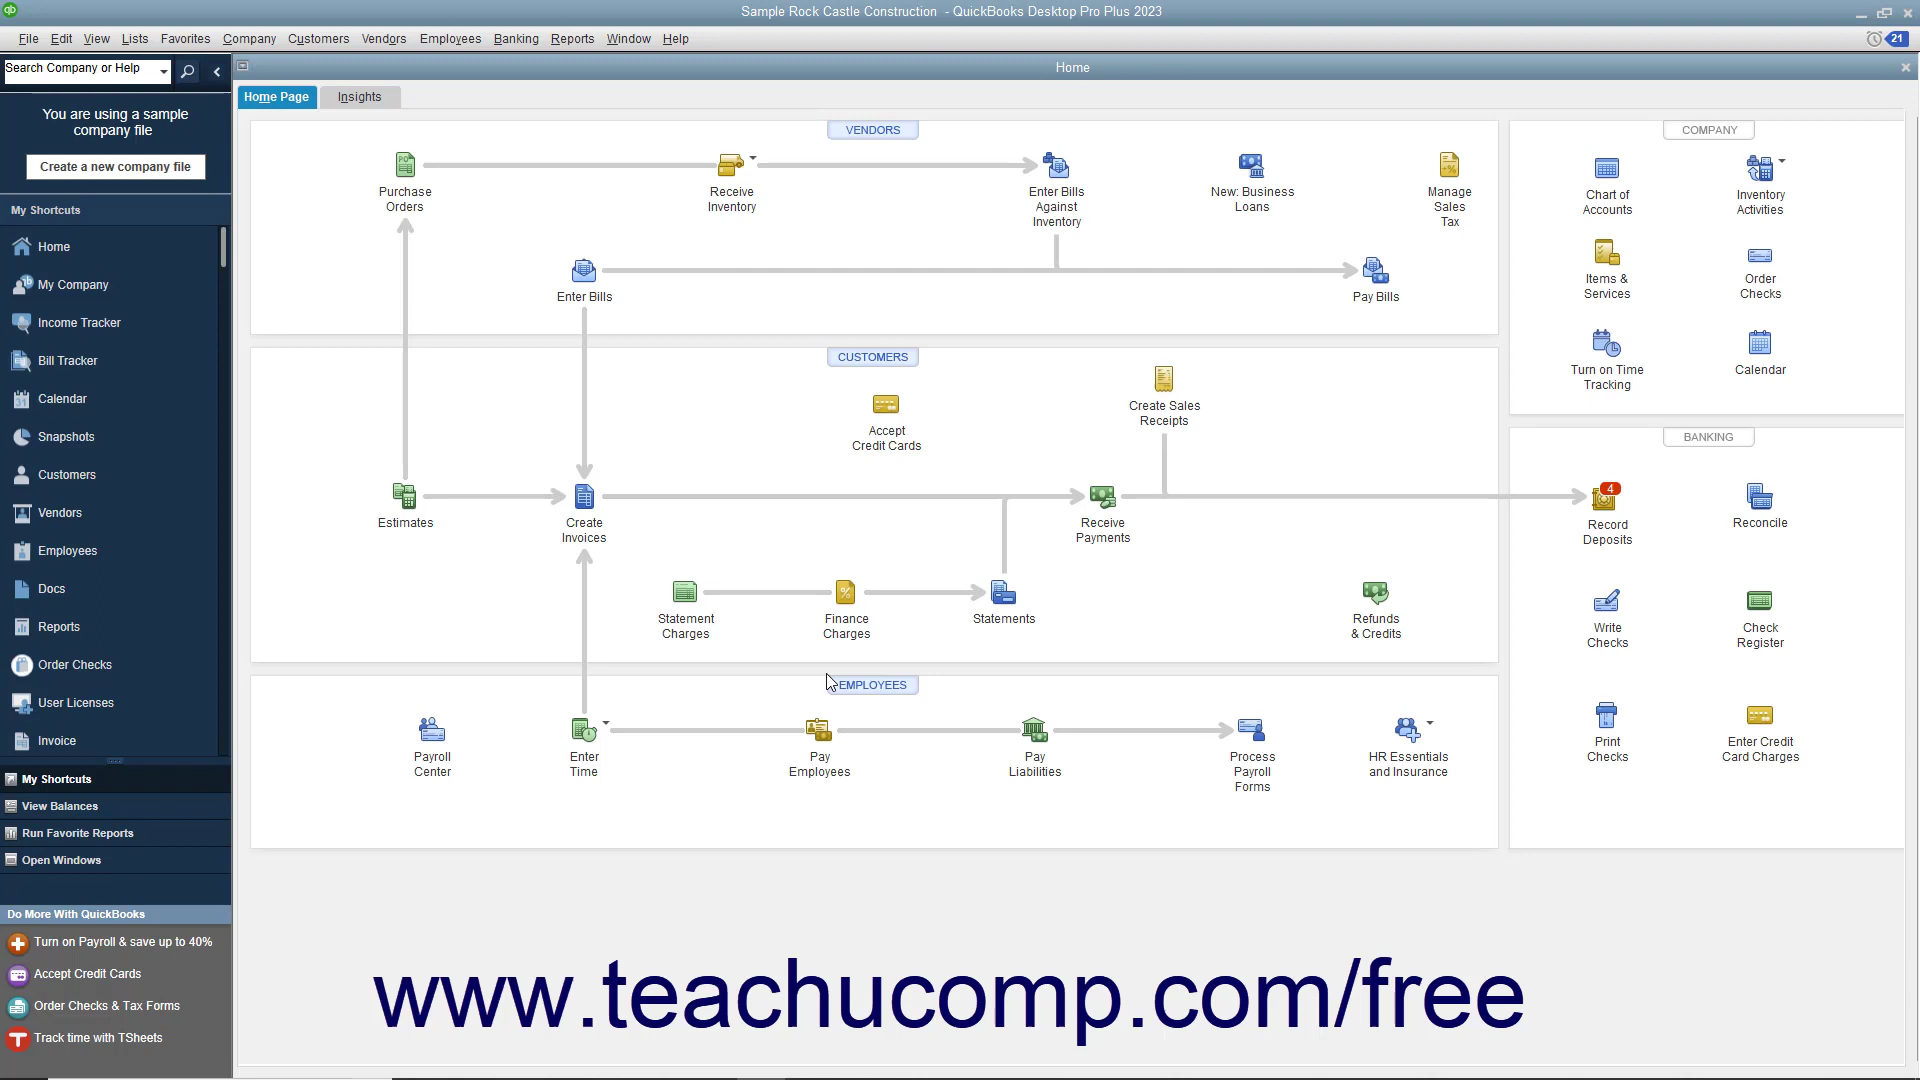 Sample Rock Castle Construction - QuickBooks Desktop Pro Plus 2023
File Edit View Lists Favorites Company Customers Vendors Employees Banking Reports Window Help
21
Search Company or Help
Home
Home Page
Insights
You are using a sample
company file
Create a new company file
My Shortcuts
Home
My Company
Income Tracker
Bill Tracker
Calendar
Snapshots
Customers
Vendors
Employees
Docs
Reports
Order Checks
User Licenses
Invoice
My Shortcuts
View Balances
Run Favorite Reports
Open Windows
Do More With QuickBooks
Turn on Payroll & save up to 40%
Accept Credit Cards
Order Checks & Tax Forms
Track time with TSheets
VENDORS
Purchase
Orders
Receive
Inventory
Enter Bills
Against
Inventory
New: Business
Loans
Manage
Sales
Tax
Enter Bills
Pay Bills
CUSTOMERS
Accept
Credit Cards
Create Sales
Receipts
Estimates
Create
Invoices
Receive
Payments
Statement
Charges
Finance
Charges
Statements
Refunds
& Credits
EMPLOYEES
Payroll
Center
Enter
Time
Pay
Employees
Pay
Liabilities
Process
Payroll
Forms
HR Essentials
and Insurance
COMPANY
Chart of
Accounts
Inventory
Activities
Items &
Services
Order
Checks
Turn on Time
Tracking
Calendar
BANKING
4
Record
Deposits
Reconcile
Write
Checks
Check
Register
Print
Checks
Enter Credit
Card Charges
www.teachucomp.com/free